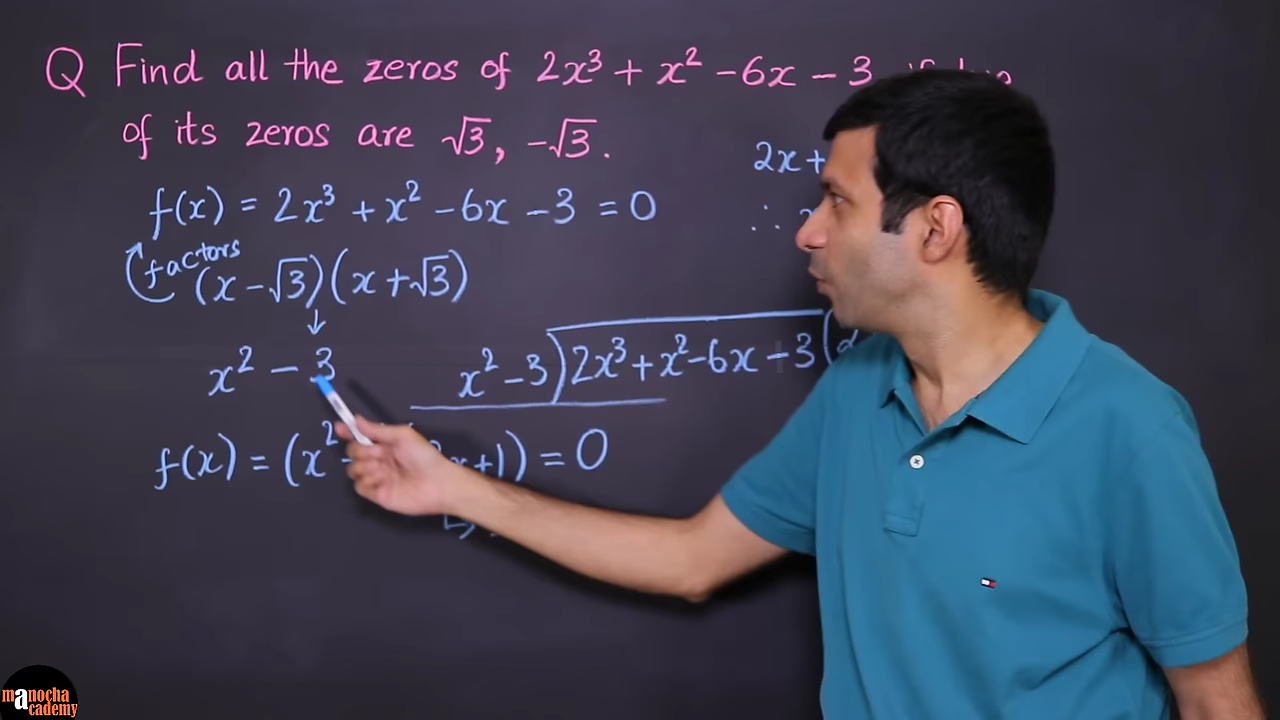 Q Find all the zeros of 2x³ + x² - 6x - 3
of its zeros are √3, -√3.
f(x) = 2x³ + x² - 6x - 3 = 0
factors
(x - √3)(x + √3)
↓
x² - 3
x² - 3)2x³ + x² - 6x - 3(
f(x) = (x² x+1) = 0
2x+
∴
manocha
academy